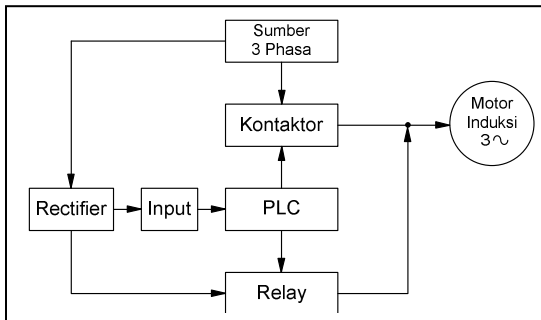 Sumber
3 Phasa
Kontaktor
Motor
Induksi
3∿
Rectifier
Input
PLC
Relay